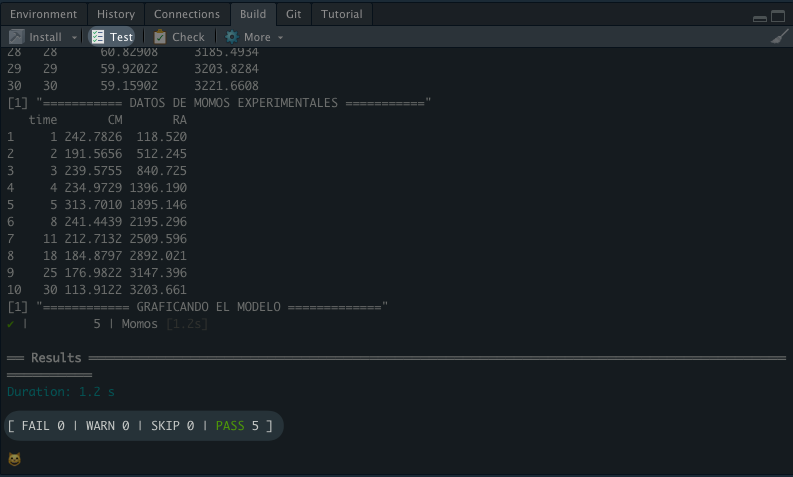 Environment History Connections Build Git Tutorial
Install Test Check More
28 28 60.82908 3185.4934
29 29 59.92022 3203.8284
30 30 59.15902 3221.6608
[1] "=========== DATOS DE MOMOS EXPERIMENTALES ==========="
time CM RA
1 1 242.7826 118.520
2 2 191.5656 512.245
3 3 239.5755 840.725
4 4 234.9729 1396.190
5 5 313.7010 1895.146
6 8 241.4439 2195.296
7 11 212.7132 2509.596
8 18 184.8797 2892.021
9 25 176.9822 3147.396
10 30 113.9122 3203.661
[1] "============ GRAFICANDO EL MODELO ============="
✓ | 5 | Momos [1.2s]
══ Results ══════════
Duration: 1.2 s
[ FAIL 0 | WARN 0 | SKIP 0 | PASS 5 ]